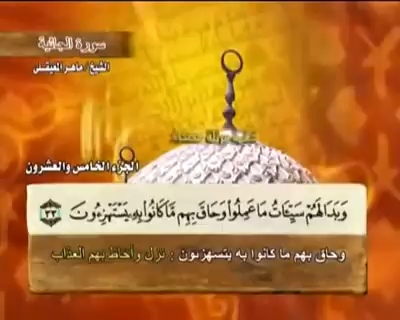 سورة الجاثية
الشيخ/ ماهر المعيقلي
الجزء الخامس والعشرون
وَبَدَا لَهُمْ سَيِّـَٔاتُ مَا عَمِلُوا۟ وَحَاقَ بِهِم مَّا كَانُوا۟ بِهِۦ يَسْتَهْزِءُونَ ٣٣
وحاق بهم ما كانوا به يتسهزئون : نزل وأحاط بهم العذاب